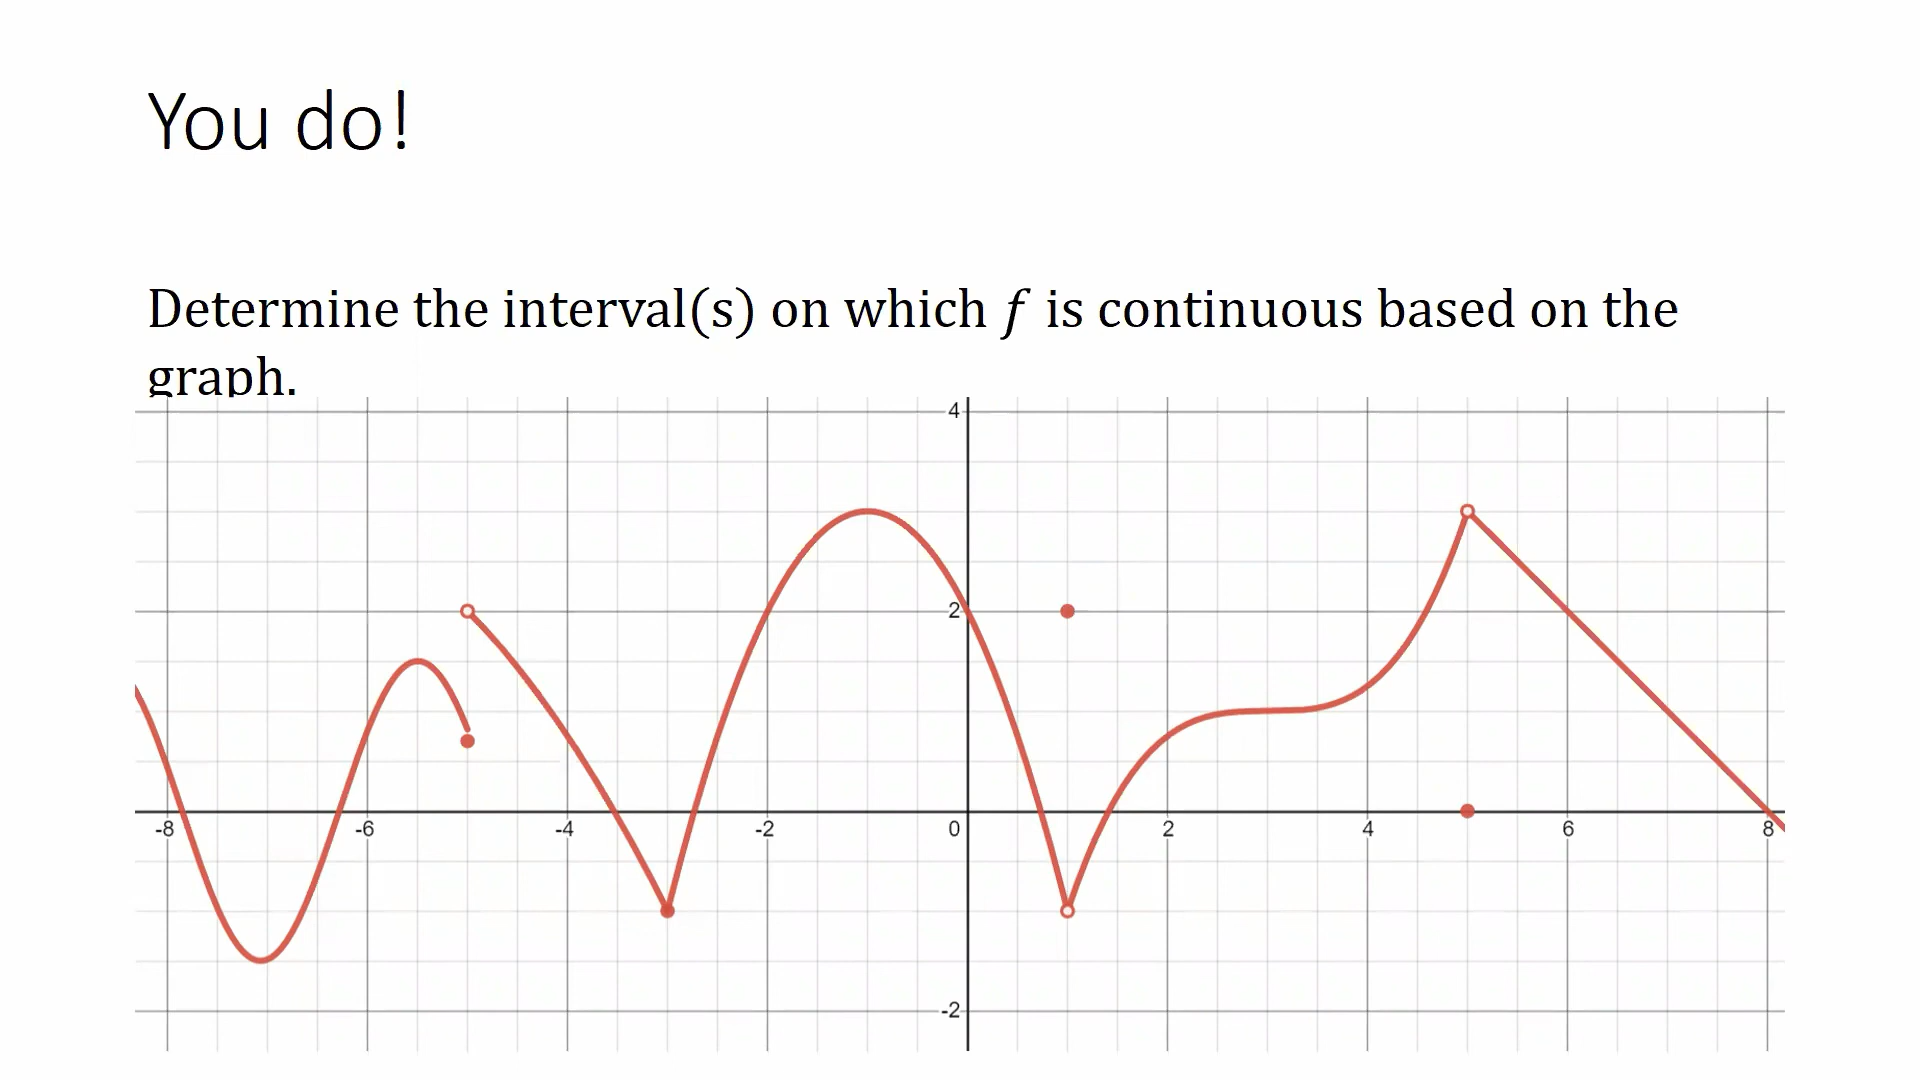 You do!
Determine the interval(s) on which f is continuous based on the
graph.
4
2
-8 -6 -4 -2 0 2 4 6 8
-2